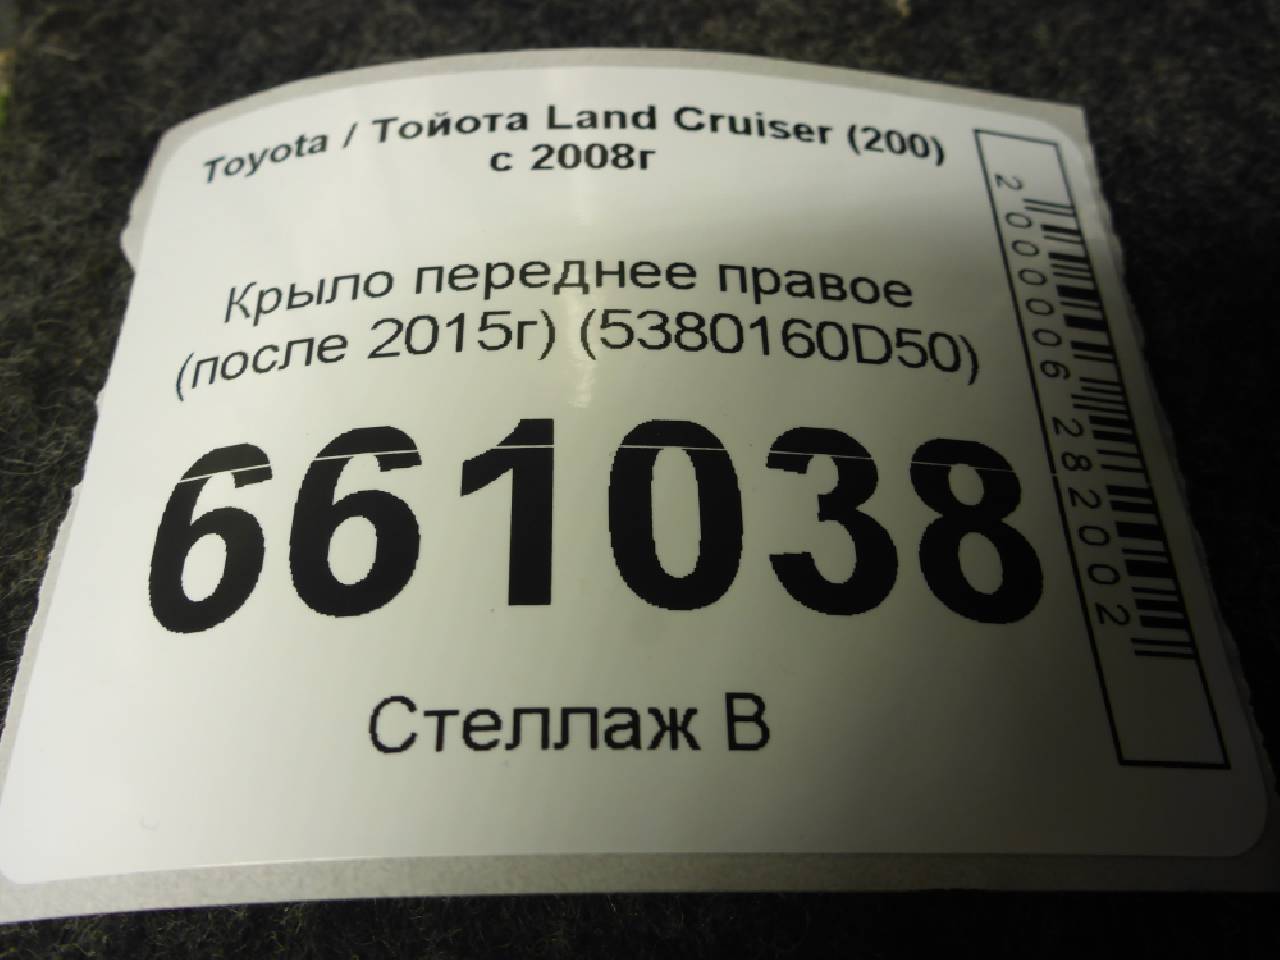 Toyota / Тойота Land Cruiser (200)
с 2008г
Крыло переднее правое
(после 2015г) (5380160D50)
661038
Стеллаж В
2000006282002